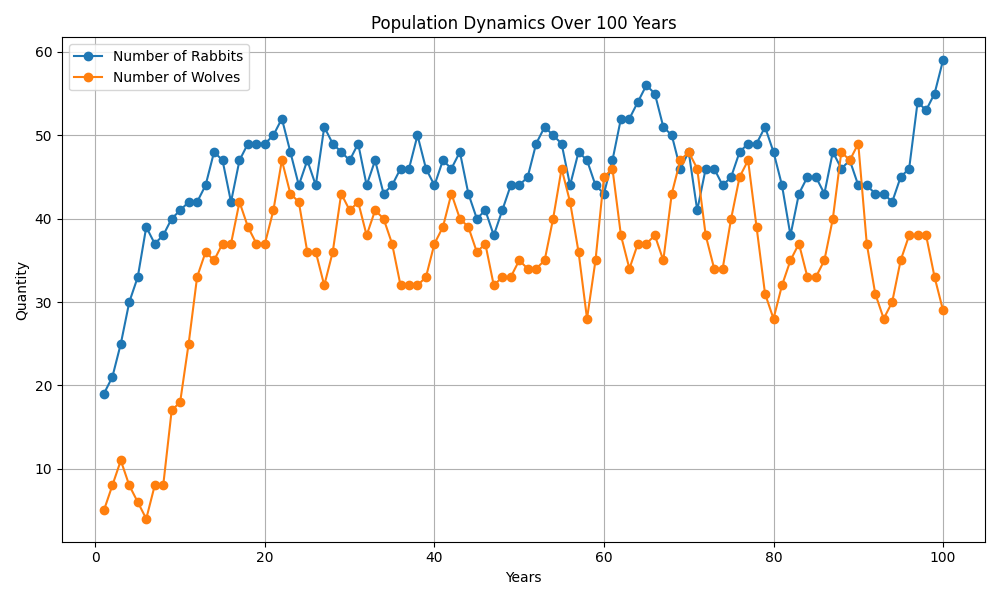 Population Dynamics Over 100 Years
Number of Rabbits
Number of Wolves
60
50
40
30
20
10
Quantity
0 20 40 60 80 100
Years